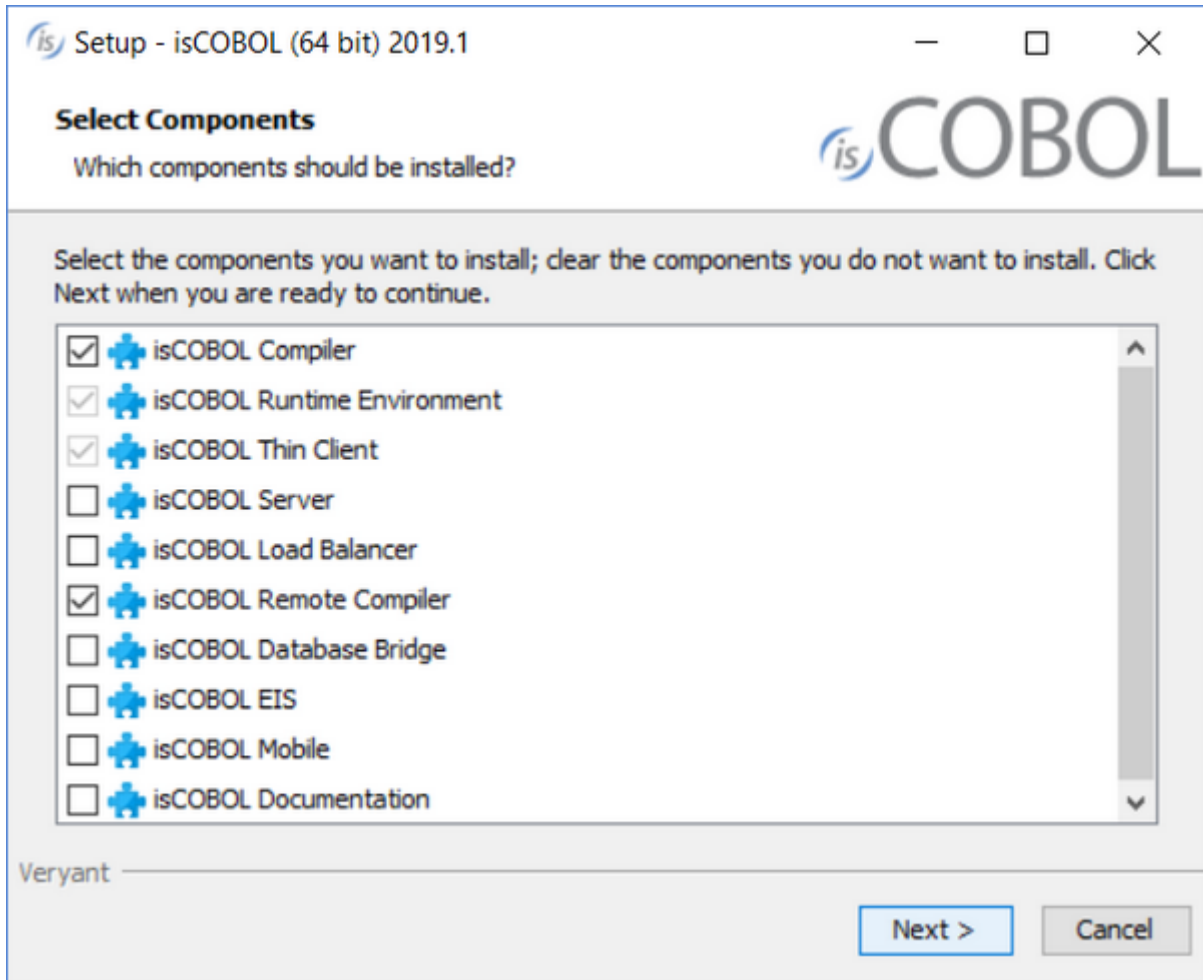 is Setup - isCOBOL (64 bit) 2019.1
Select Components
Which components should be installed?
isCOBOL
Select the components you want to install; clear the components you do not want to install. Click
Next when you are ready to continue.
isCOBOL Compiler
isCOBOL Runtime Environment
isCOBOL Thin Client
isCOBOL Server
isCOBOL Load Balancer
isCOBOL Remote Compiler
isCOBOL Database Bridge
isCOBOL EIS
isCOBOL Mobile
isCOBOL Documentation
Veryant
Next >
Cancel